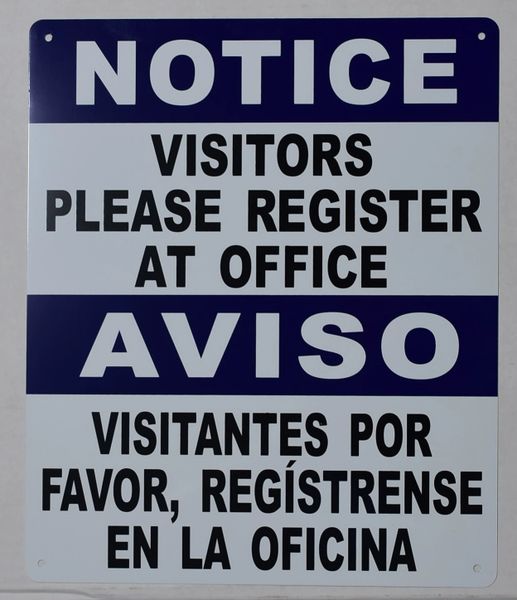 NOTICE
VISITORS
PLEASE REGISTER
AT OFFICE
AVISO
VISITANTES POR
FAVOR, REGÍSTRENSE
EN LA OFICINA